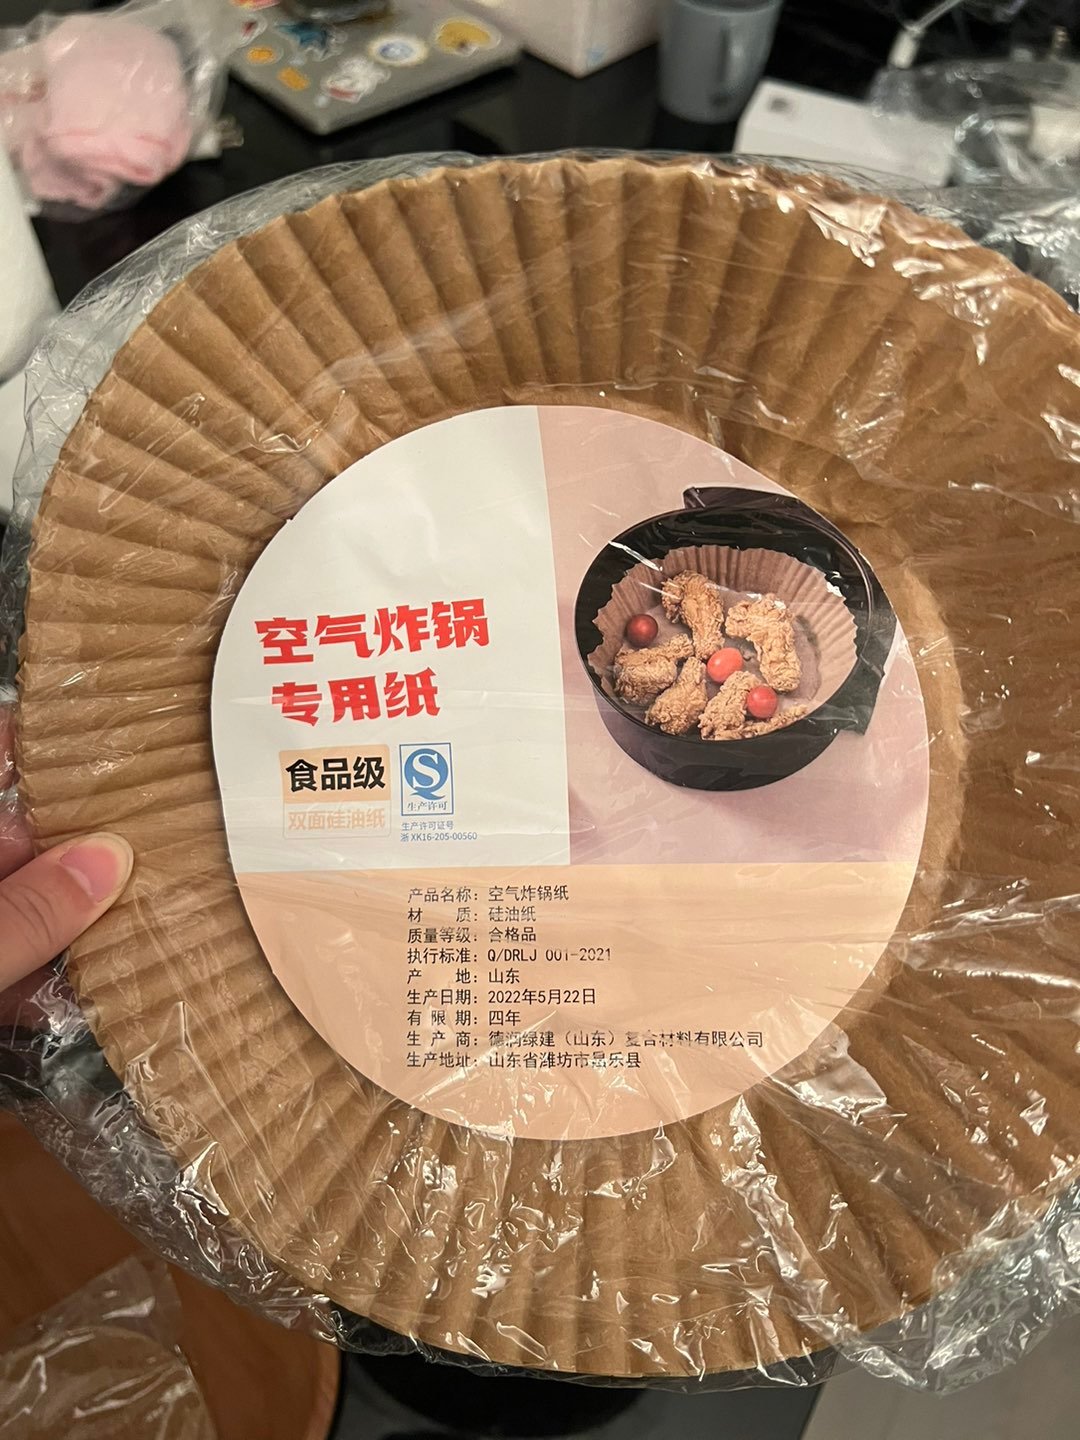 空气炸锅
专用纸
食品级
双面硅油纸
生产许可
生产许可证号
浙XK16-205-00560
产品名称：空气炸锅纸
材 质：硅油纸
质量等级：合格品
执行标准：Q/DRLJ 001-2021
产 地：山东
生产日期：2022年5月22日
有 限 期：四年
生 产 商：德润绿建（山东）复合材料有限公司
生产地址：山东省潍坊市昌乐县